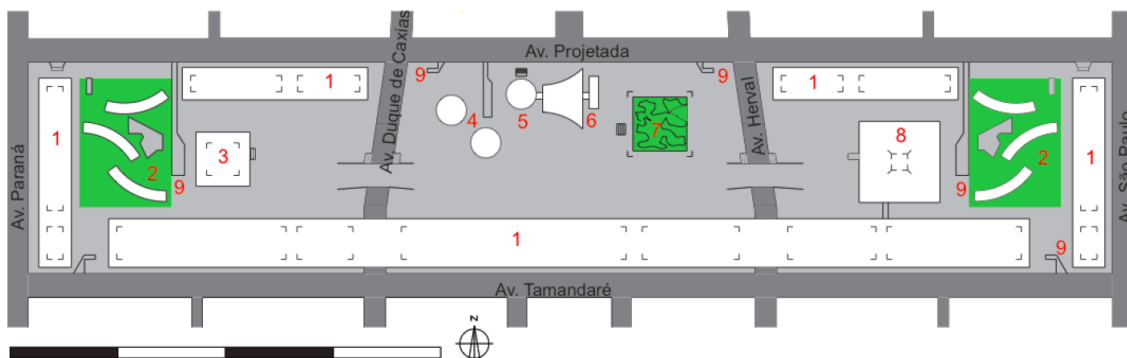 Av. Projetada
Av. Paraná
Av. Duque de Caxias
Av. Herval
Av. São Paulo
1
2
9
3
1
9
4
5
6
7
9
1
8
9
2
1
9
1
Av. Tamandaré
N